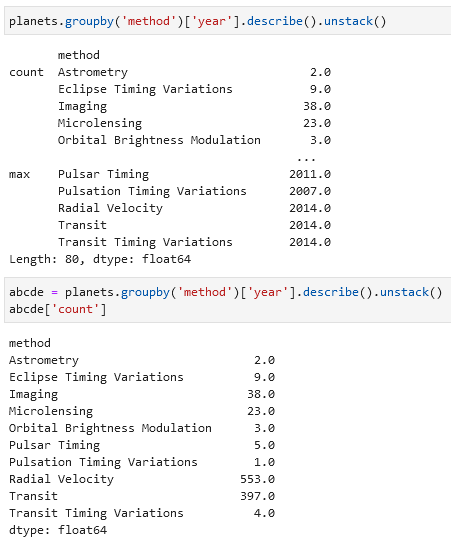 planets.groupby('method')['year'].describe().unstack()
       method
count  Astrometry                          2.0
       Eclipse Timing Variations           9.0
       Imaging                            38.0
       Microlensing                       23.0
       Orbital Brightness Modulation       3.0
                                         ...
max    Pulsar Timing                    2011.0
       Pulsation Timing Variations      2007.0
       Radial Velocity                  2014.0
       Transit                          2014.0
       Transit Timing Variations        2014.0
Length: 80, dtype: float64
abcde = planets.groupby('method')['year'].describe().unstack()
abcde['count']
method
Astrometry                         2.0
Eclipse Timing Variations          9.0
Imaging                           38.0
Microlensing                      23.0
Orbital Brightness Modulation      3.0
Pulsar Timing                      5.0
Pulsation Timing Variations        1.0
Radial Velocity                  553.0
Transit                          397.0
Transit Timing Variations          4.0
dtype: float64